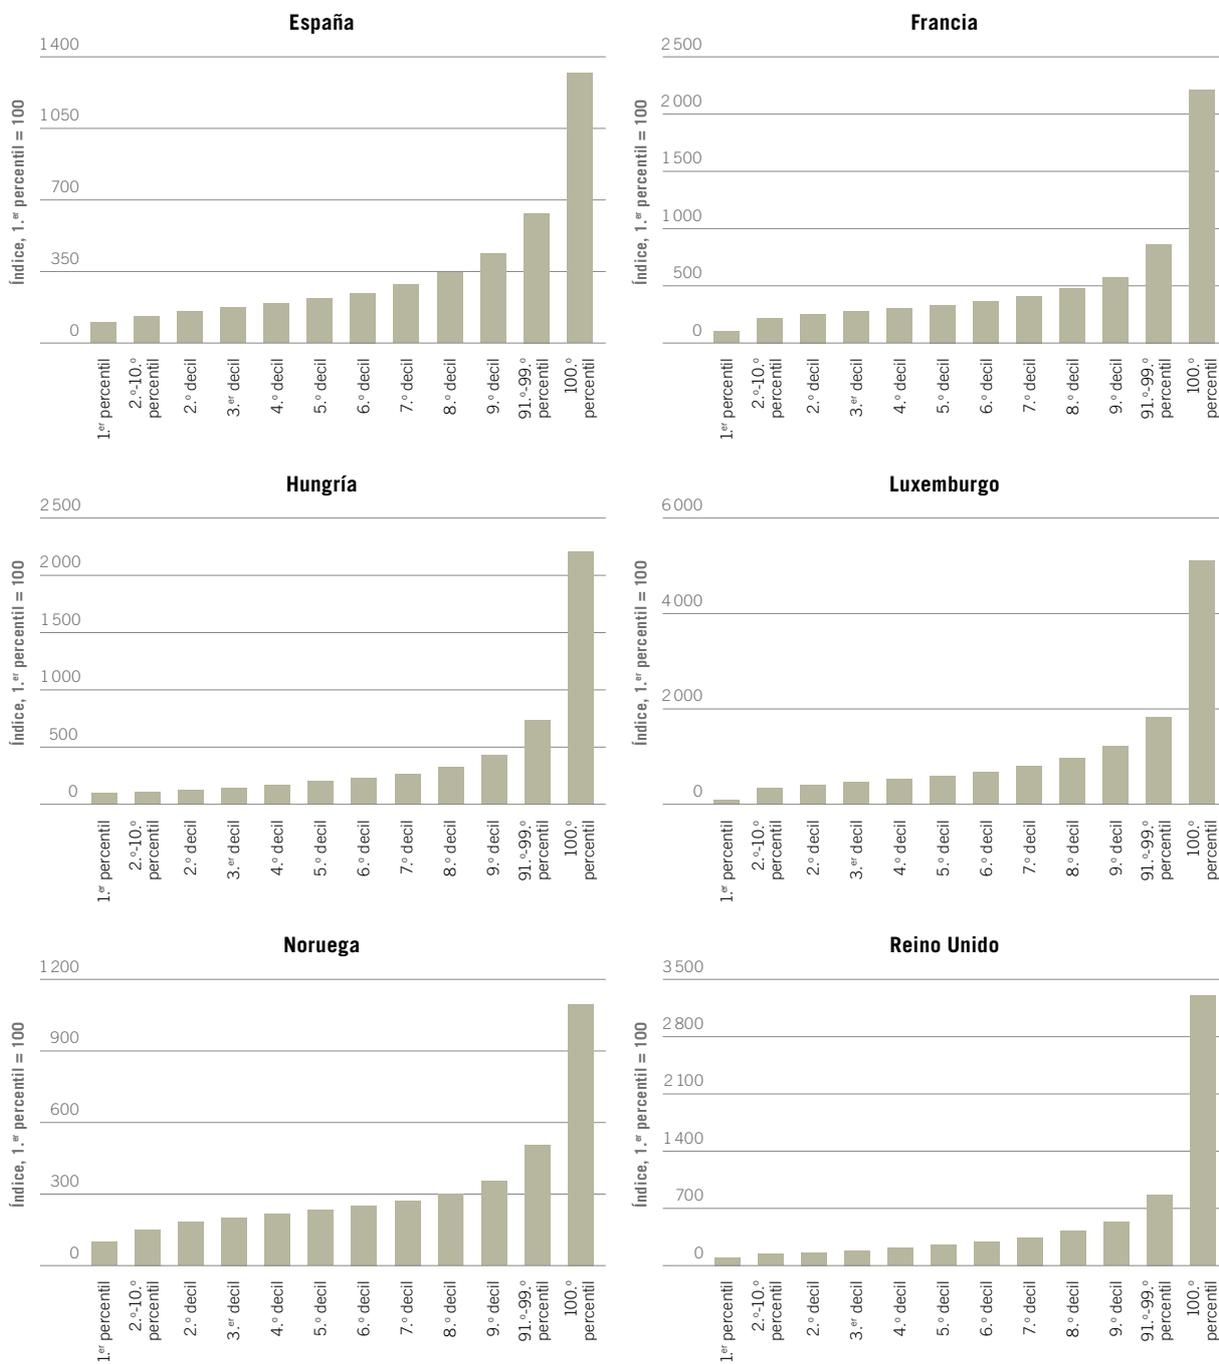 España
1400
1050
700
350
0
Índice, 1.er percentil = 100
1.er percentil
2.º-10.º
percentil
2.º decil
3.er decil
4.º decil
5.º decil
6.º decil
7.º decil
8.º decil
9.º decil
91.º-99.º
percentil
100.º
percentil
Francia
2 500
2 000
1 500
1 000
500
0
Índice, 1.er percentil = 100
1.er percentil
2.º-10.º
percentil
2.º decil
3.er decil
4.º decil
5.º decil
6.º decil
7.º decil
8.º decil
9.º decil
91.º-99.º
percentil
100.º
percentil
Hungría
2 500
2 000
1 500
1 000
500
0
Índice, 1.er percentil = 100
1.er percentil
2.º-10.º
percentil
2.º decil
3.er decil
4.º decil
5.º decil
6.º decil
7.º decil
8.º decil
9.º decil
91.º-99.º
percentil
100.º
percentil
Luxemburgo
6 000
4 000
2 000
0
Índice, 1.er percentil = 100
1.er percentil
2.º-10.º
percentil
2.º decil
3.er decil
4.º decil
5.º decil
6.º decil
7.º decil
8.º decil
9.º decil
91.º-99.º
percentil
100.º
percentil
Noruega
1 200
900
600
300
0
Índice, 1.er percentil = 100
1.er percentil
2.º-10.º
percentil
2.º decil
3.er decil
4.º decil
5.º decil
6.º decil
7.º decil
8.º decil
9.º decil
91.º-99.º
percentil
100.º
percentil
Reino Unido
3 500
2 800
2 100
1 400
700
0
Índice, 1.er percentil = 100
1.er percentil
2.º-10.º
percentil
2.º decil
3.er decil
4.º decil
5.º decil
6.º decil
7.º decil
8.º decil
9.º decil
91.º-99.º
percentil
100.º
percentil